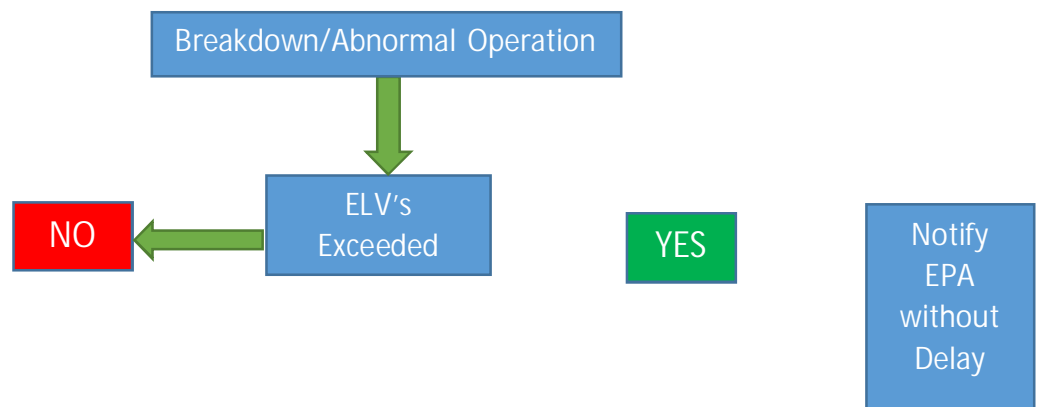 Breakdown/Abnormal Operation
ELV's
Exceeded
NO
YES
Notify
EPA
without
Delay